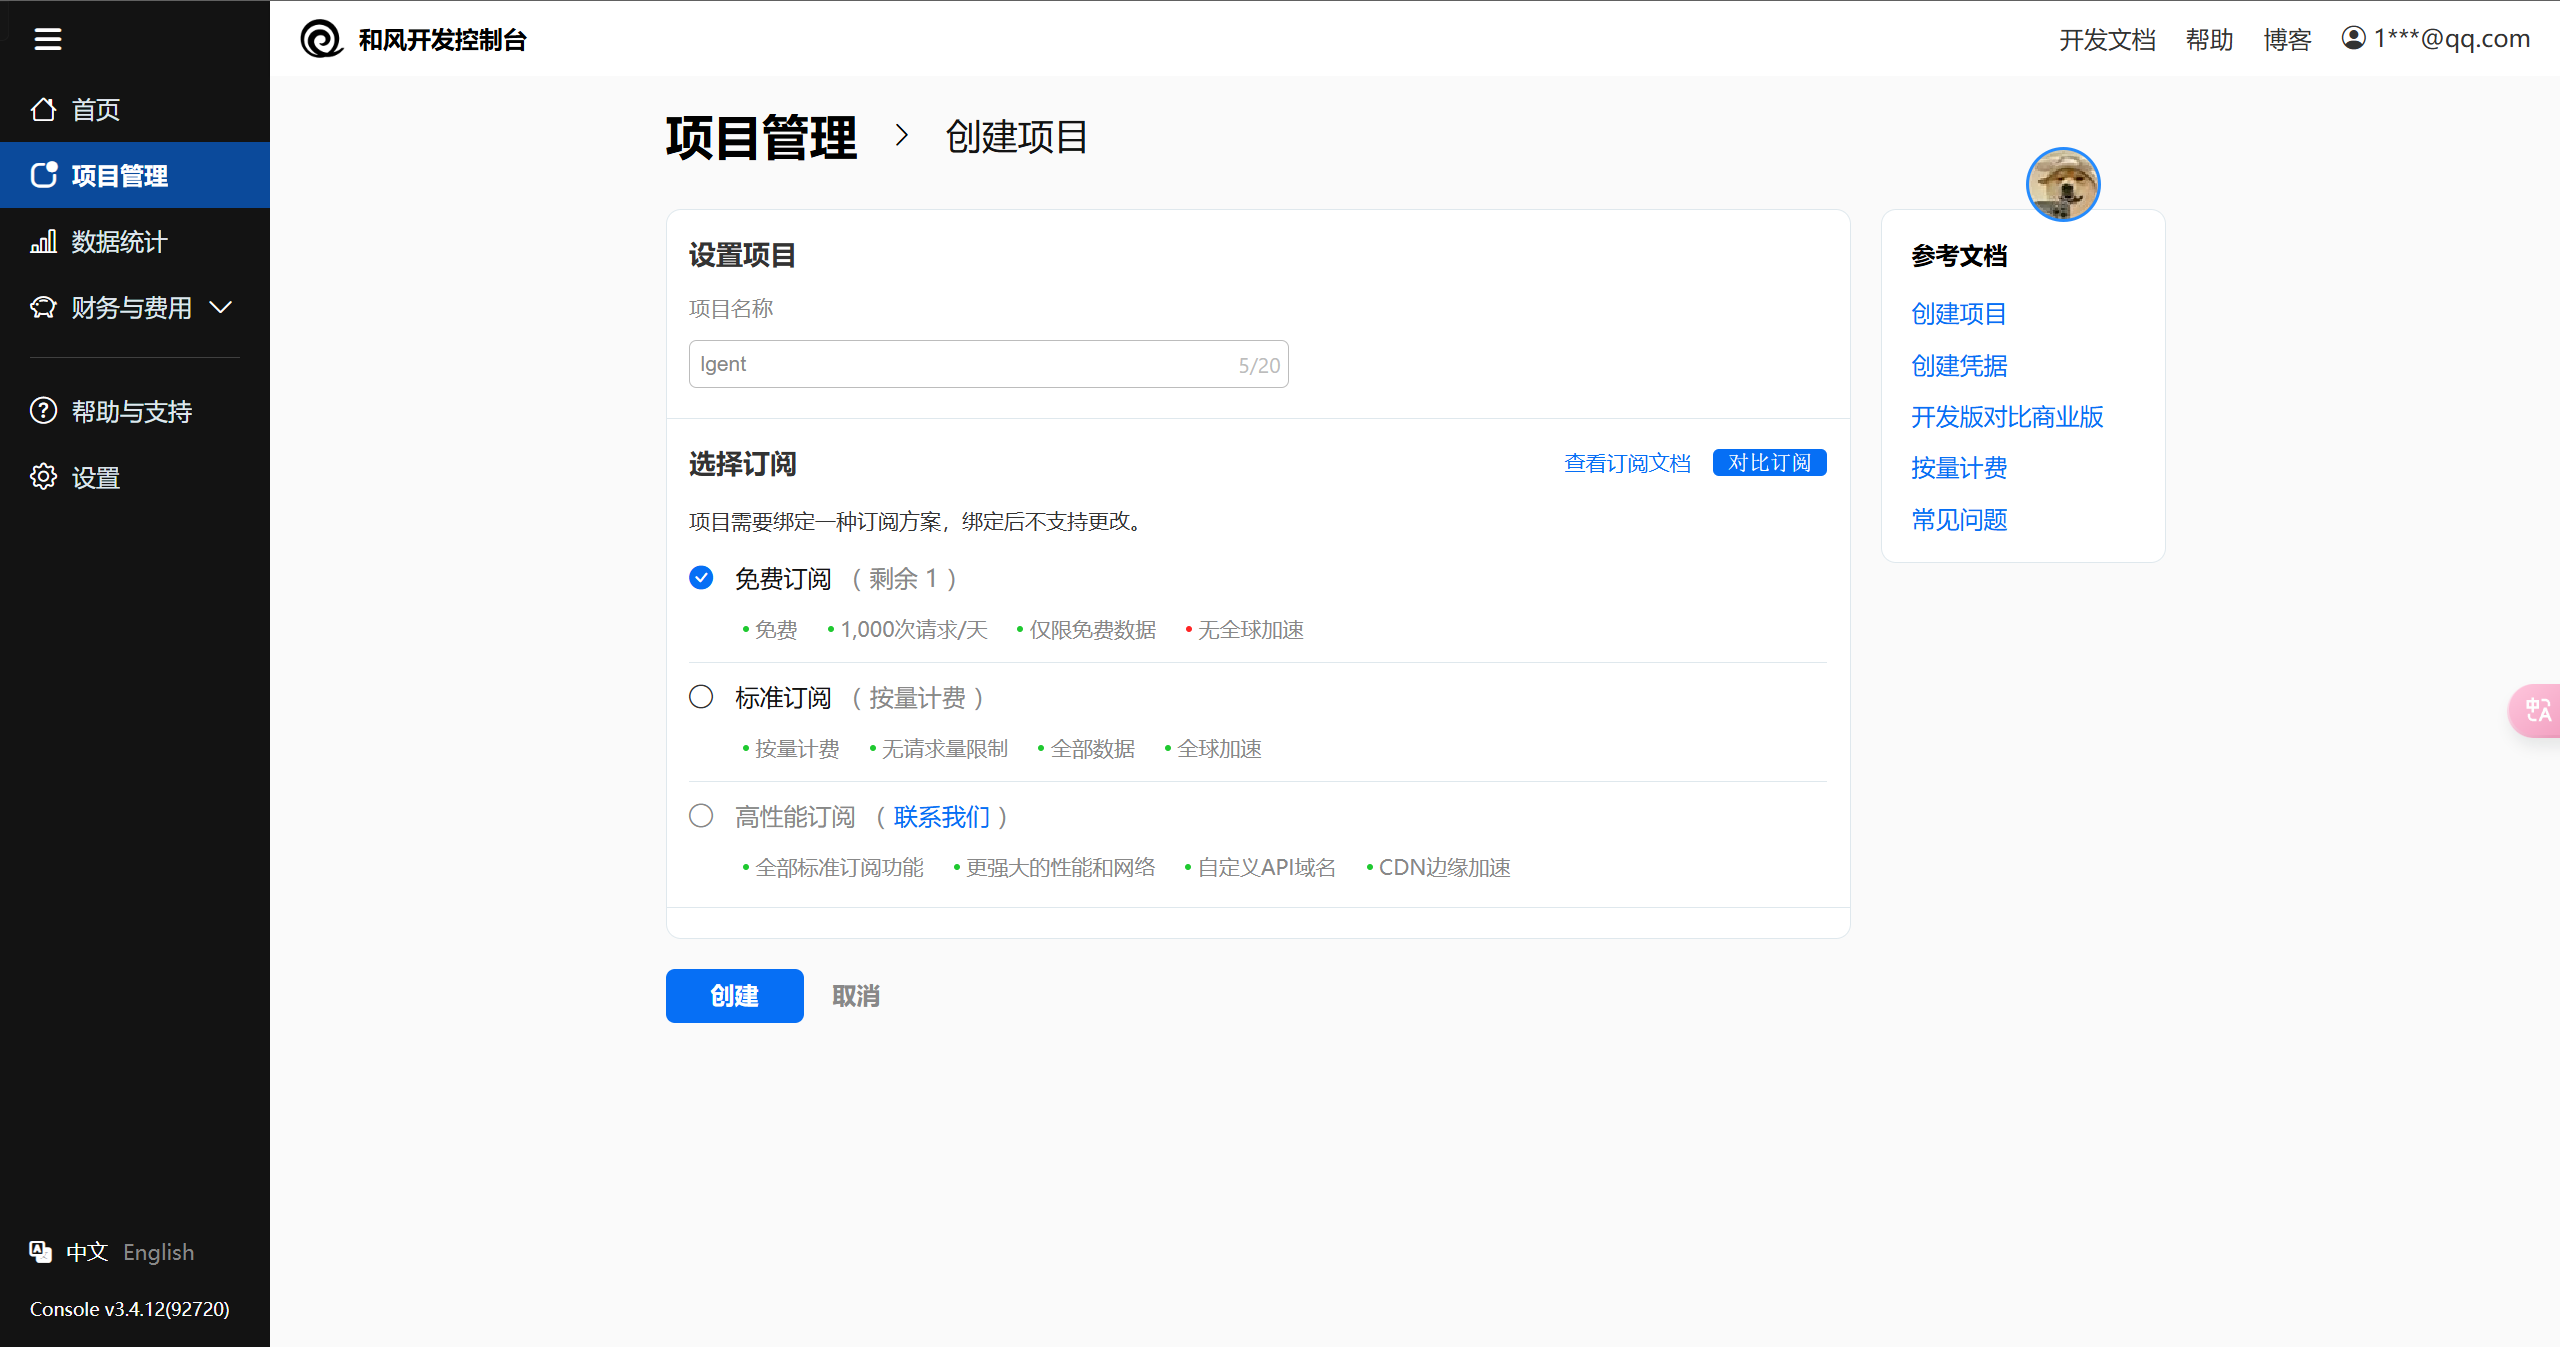 和风开发控制台
开发文档 帮助 博客 1***@qq.com
首页
项目管理
数据统计
财务与费用
帮助与支持
设置
中文 English
Console v3.4.12(92720)
项目管理 > 创建项目
设置项目
项目名称
lgent 5/20
选择订阅 查看订阅文档 对比订阅
项目需要绑定一种订阅方案，绑定后不支持更改。
免费订阅 （ 剩余 1 ）
• 免费 • 1,000次请求/天 • 仅限免费数据 • 无全球加速
标准订阅 （ 按量计费 ）
• 按量计费 • 无请求量限制 • 全部数据 • 全球加速
高性能订阅 （ 联系我们 ）
• 全部标准订阅功能 • 更强大的性能和网络 • 自定义API域名 • CDN边缘加速
创建 取消
参考文档
创建项目
创建凭据
开发版对比商业版
按量计费
常见问题
中A